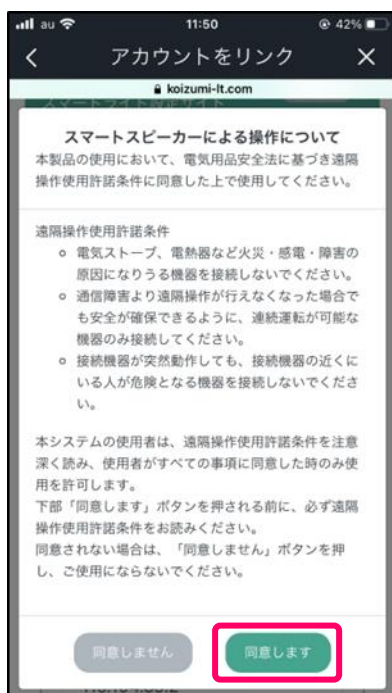 au 11:50 42%
アカウントをリンク
koizumi-lt.com
スマートライト設定サイト
スマートスピーカーによる操作について
本製品の使用において、電気用品安全法に基づき遠隔
操作使用許諾条件に同意した上で使用してください。
遠隔操作使用許諾条件
電気ストーブ、電熱器など火災・感電・障害の
原因になりうる機器を接続しないでください。
通信障害より遠隔操作が行えなくなった場合で
も安全が確保できるように、連続運転が可能な
機器のみ接続してください。
接続機器が突然動作しても、接続機器の近くに
いる人が危険となる機器を接続しないでくださ
い。
本システムの使用者は、遠隔操作使用許諾条件を注意
深く読み、使用者がすべての事項に同意した時のみ使
用を許可します。
下部「同意します」ボタンを押される前に、必ず遠隔
操作使用許諾条件をお読みください。
同意されない場合は、「同意しません」ボタンを押
し、ご使用にならないでください。
同意しません 同意します